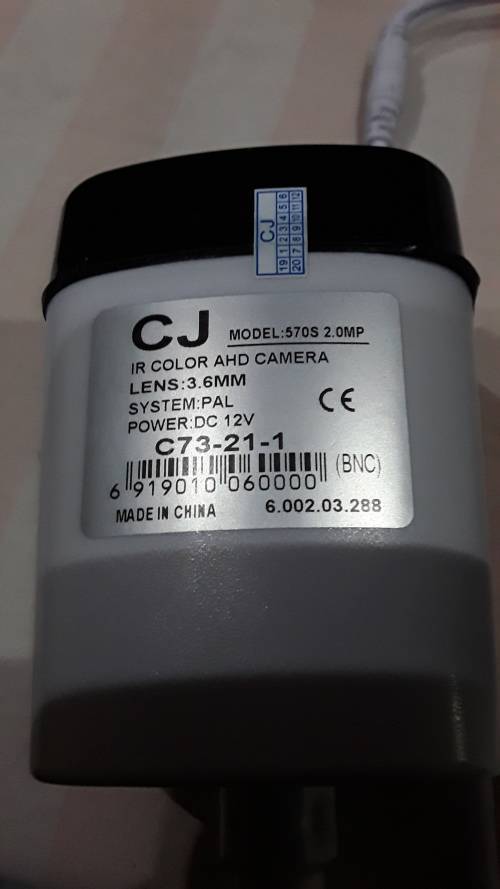 CJ
19 1 2 3 4 5 6
20 7 8 9 10 11 12
CJ MODEL:570S 2.0MP
IR COLOR AHD CAMERA
LENS:3.6MM
SYSTEM:PAL
CE
POWER:DC 12V
C73-21-1
6 919010 060000 (BNC)
MADE IN CHINA 6.002.03.288